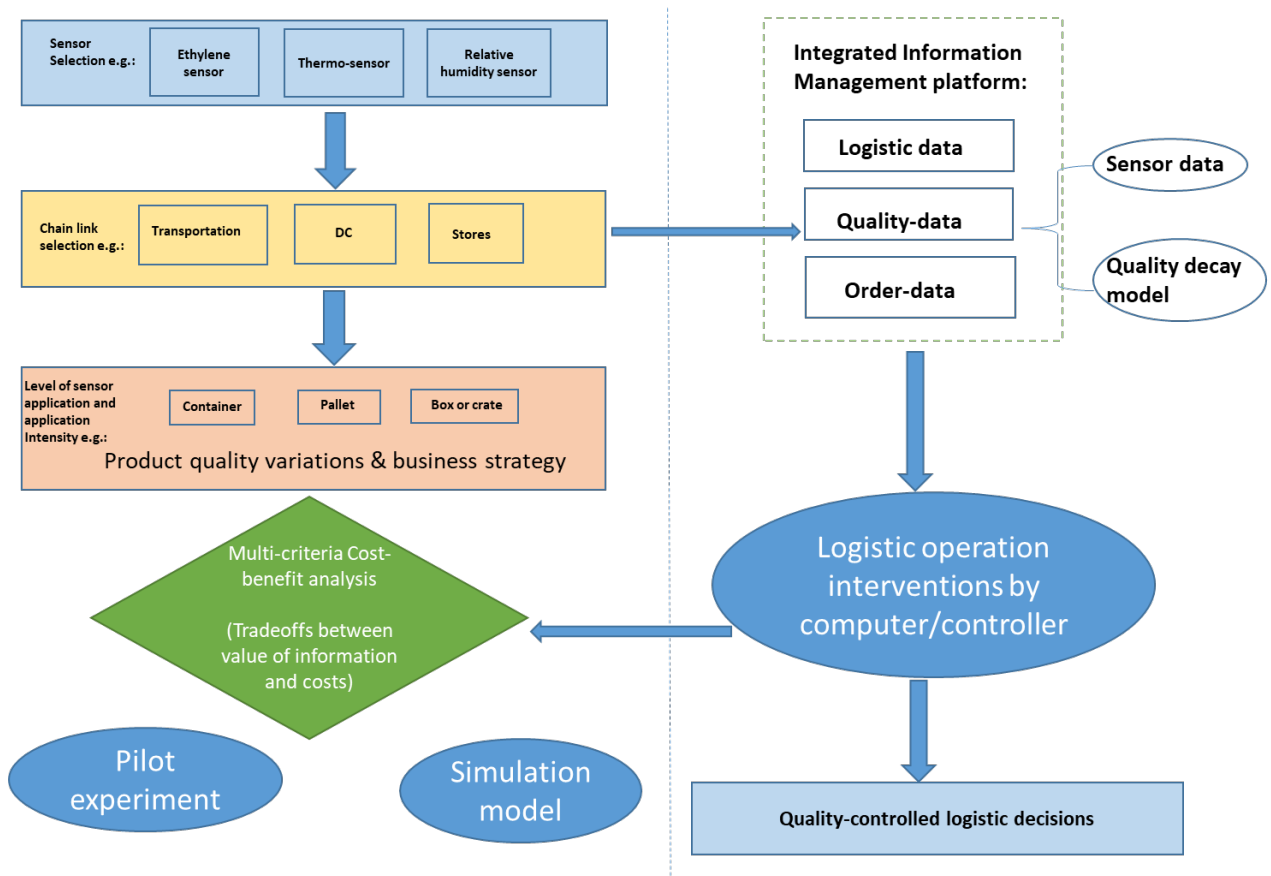 Sensor
Selection e.g.:
Ethylene
sensor
Thermo-sensor
Relative
humidity sensor
Chain link
selection e.g.:
Transportation
DC
Stores
Level of sensor
application and
application
Intensity e.g.:
Container
Pallet
Box or crate
Product quality variations & business strategy
Multi-criteria Cost-
benefit analysis
(Tradeoffs between
value of information
and costs)
Pilot
experiment
Simulation
model
Integrated Information
Management platform:
Logistic data
Quality-data
Order-data
Sensor data
Quality decay
model
Logistic operation
interventions by
computer/controller
Quality-controlled logistic decisions